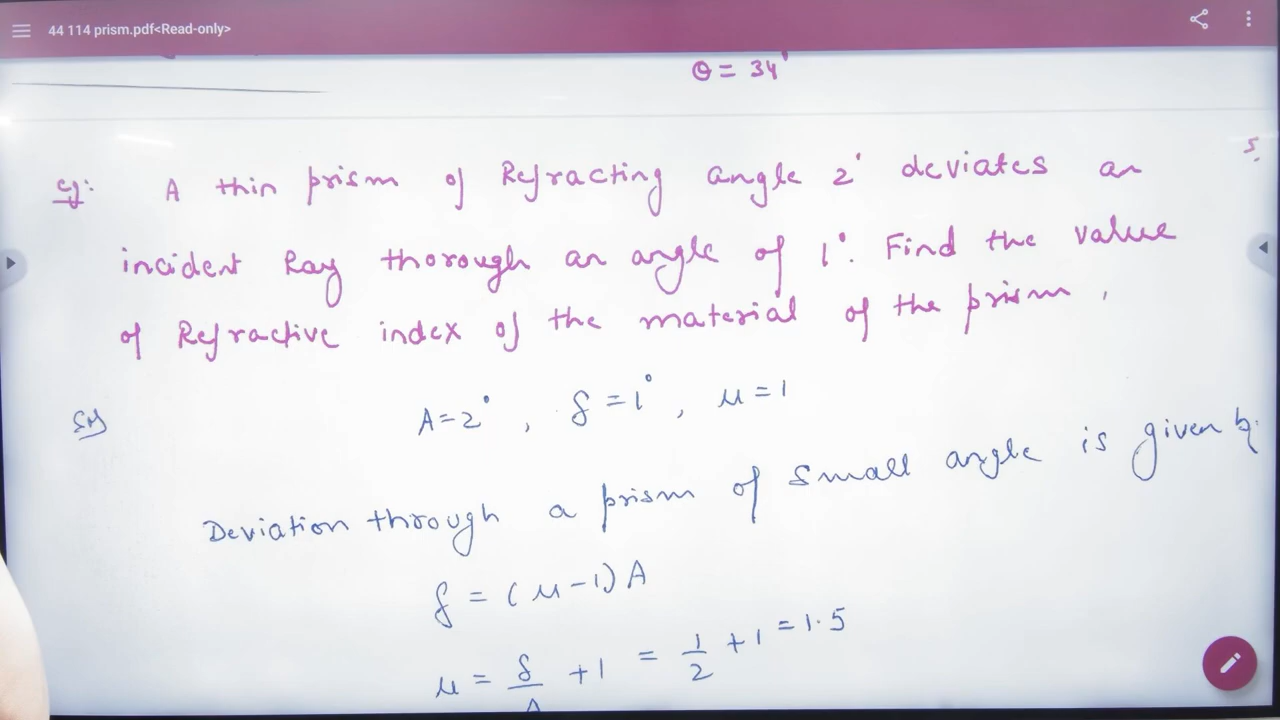 44 114 prism.pdf<Read-only>
θ = 34°
eg: A thin prism of Refracting angle 2° deviates an
incident Ray thorough an angle of 1°. Find the value
of Refractive index of the material of the prism.
Sol A=2°, δ=1°, μ=1
Deviation through a prism of small angle is given by
δ = (μ-1)A
μ = δ/A + 1 = 1/2 + 1 = 1.5